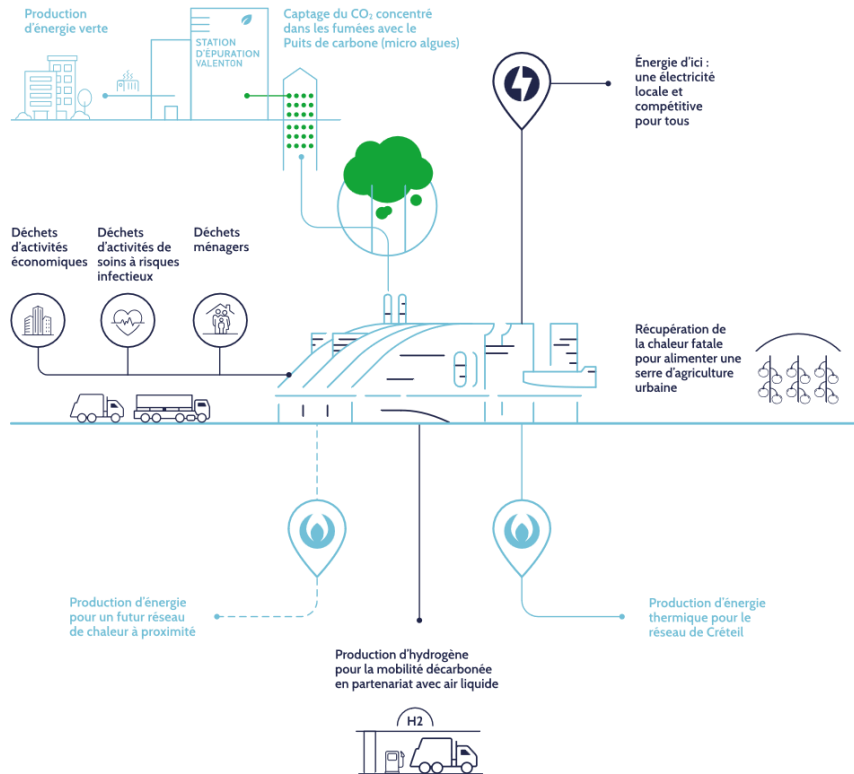 Production
d'énergie verte
STATION
D'ÉPURATION
VALENTON
Captage du CO₂ concentré
dans les fumées avec le
Puits de carbone (micro algues)
Énergie d'ici :
une électricité
locale et
compétitive
pour tous
Déchets
d'activités
économiques
Déchets
d'activités de
soins à risques
infectieux
Déchets
ménagers
Récupération de
la chaleur fatale
pour alimenter une
serre d'agriculture
urbaine
Production d'énergie
pour un futur réseau
de chaleur à proximité
Production d'énergie
thermique pour le
réseau de Créteil
Production d'hydrogène
pour la mobilité décarbonée
en partenariat avec air liquide
H2